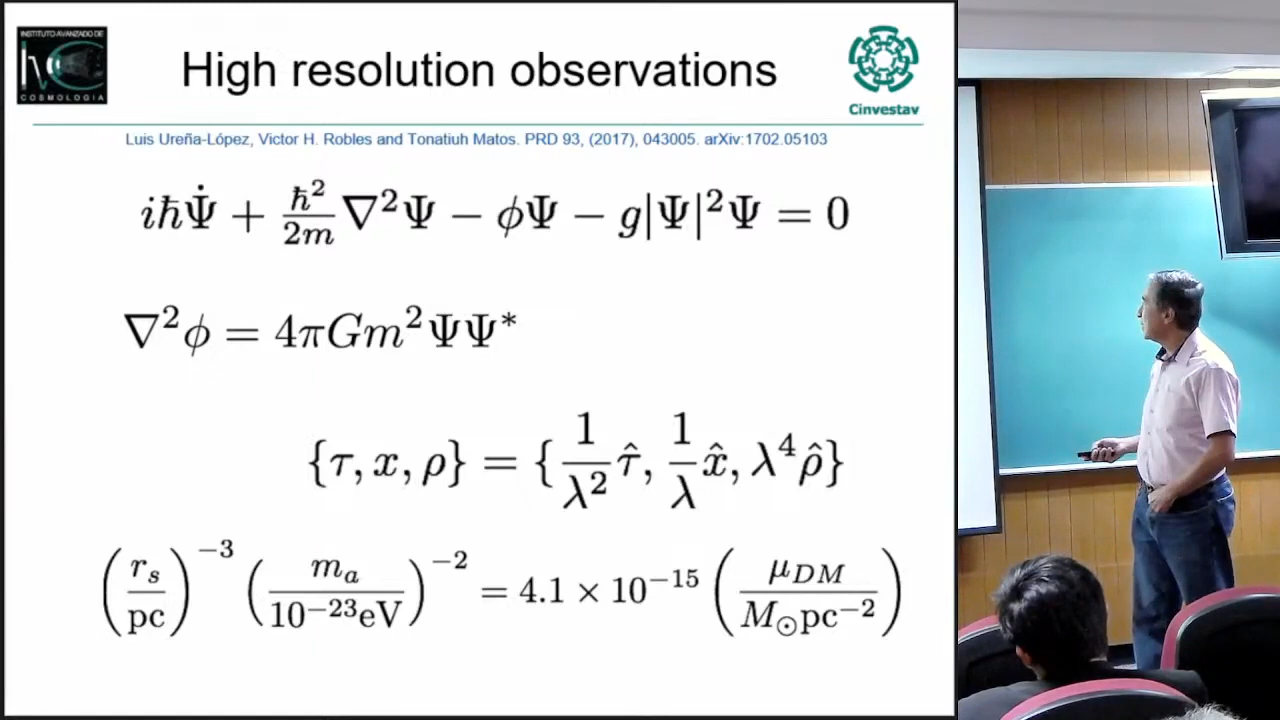 INSTITUTO AVANZADO DE
IAC
COSMOLOGIA
High resolution observations
Cinvestav
Luis Ureña-López, Victor H. Robles and Tonatiuh Matos. PRD 93, (2017), 043005. arXiv:1702.05103
iħΨ̇ + ħ²/2m ∇²Ψ − ϕΨ − g|Ψ|²Ψ = 0
∇²ϕ = 4πGm²ΨΨ*
{τ, x, ρ} = {1/λ² τ̂, 1/λ x̂, λ⁴ρ̂}
(r_s/pc)⁻³ (m_a/10⁻²³eV)⁻² = 4.1 × 10⁻¹⁵ (μ_DM/M_⊙pc⁻²)